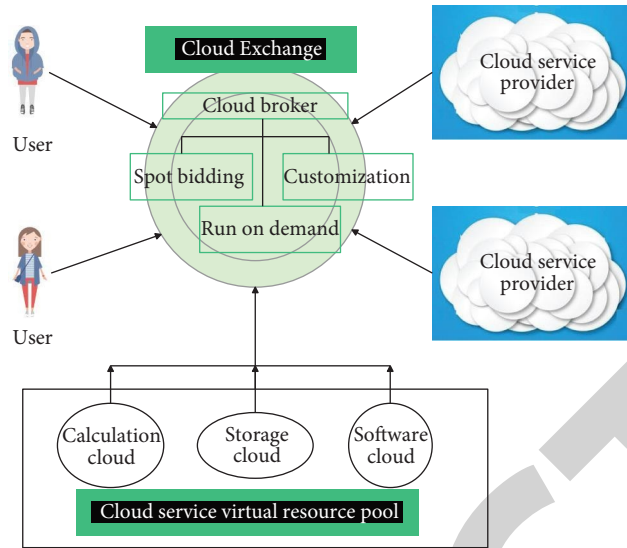 Cloud Exchange
Cloud service
provider
Cloud broker
User
Spot bidding
Customization
Run on demand
Cloud service
provider
User
Calculation
cloud
Storage
cloud
Software
cloud
Cloud service virtual resource pool